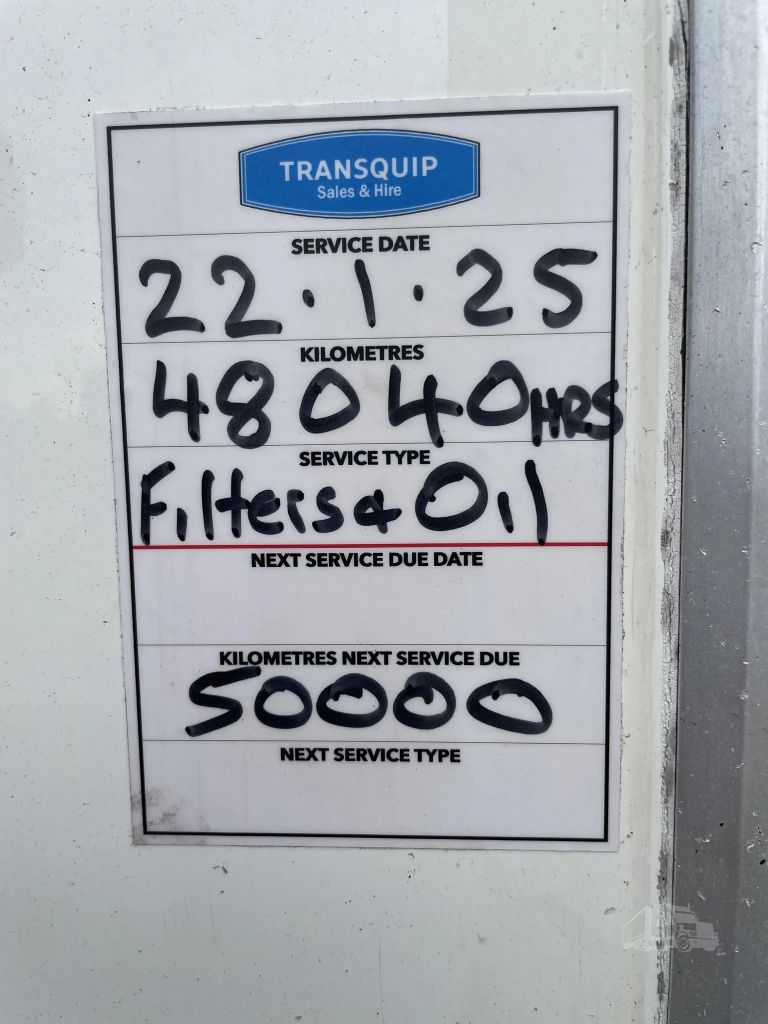 TRANSQUIP
Sales & Hire
SERVICE DATE
22.1.25
KILOMETRES
48040HRS
SERVICE TYPE
Filters & Oil
NEXT SERVICE DUE DATE
KILOMETRES NEXT SERVICE DUE
50000
NEXT SERVICE TYPE